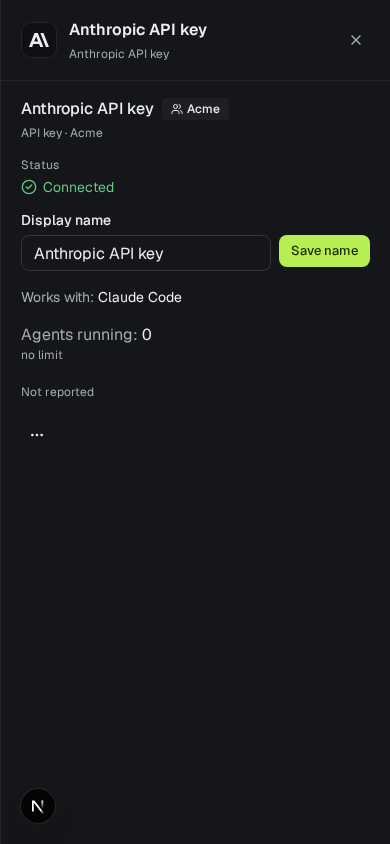 Anthropic API key
Anthropic API key
Anthropic API key Acme
API key · Acme
Status
Connected
Display name
Anthropic API key Save name
Works with: Claude Code
Agents running: 0
no limit
Not reported
...
N